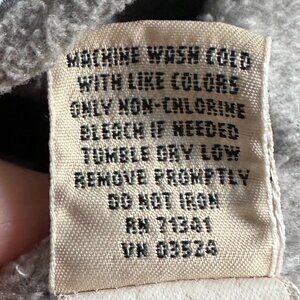 MACHINE WASH COLD
WITH LIKE COLORS
ONLY NON-CHLORINE
BLEACH IF NEEDED
TUMBLE DRY LOW
REMOVE PROMPTLY
DO NOT IRON
RN 71341
VN 03524